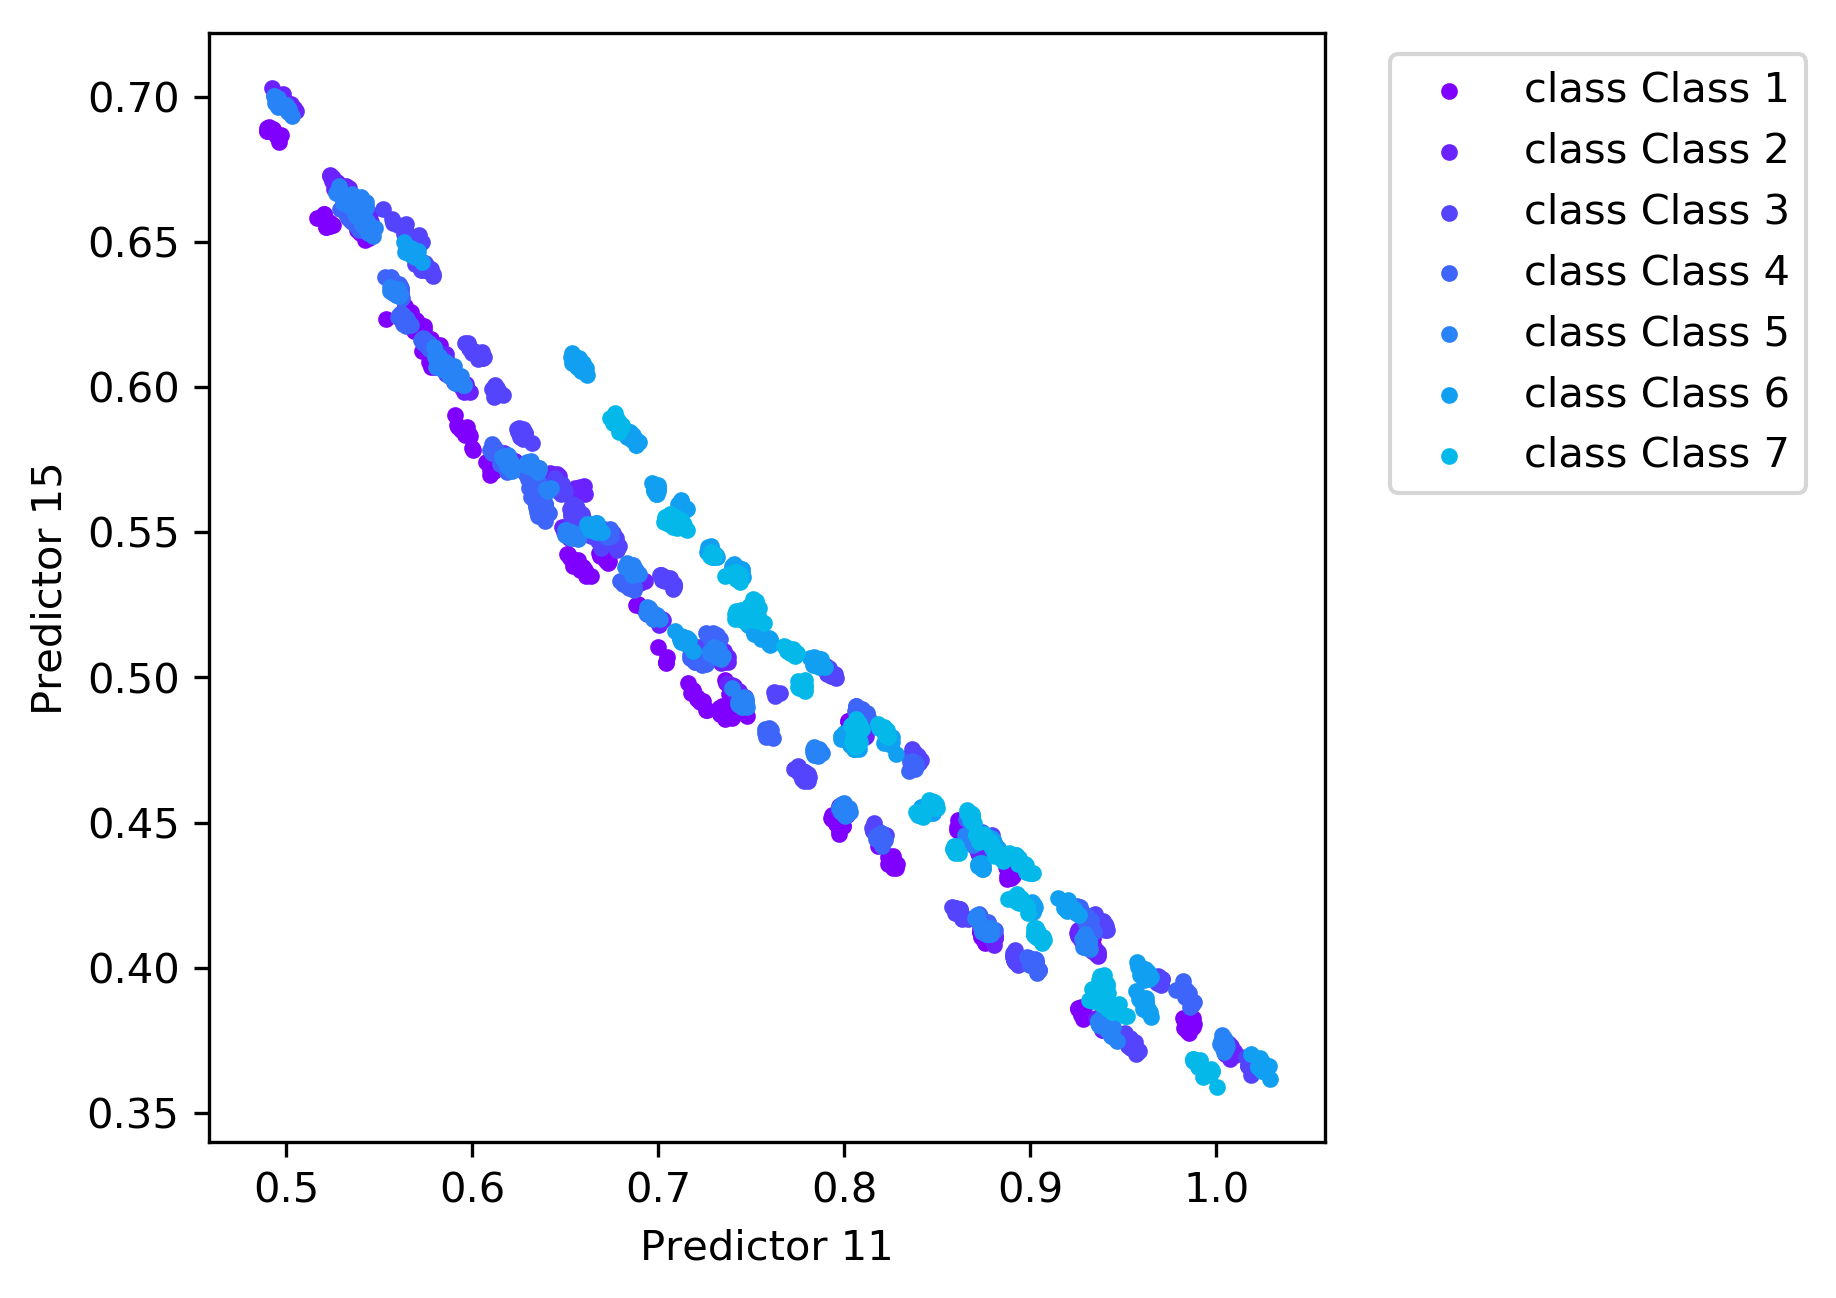 0.70
0.65
0.60
0.55
0.50
0.45
0.40
0.35
Predictor 15
0.5 0.6 0.7 0.8 0.9 1.0
Predictor 11
class Class 1
class Class 2
class Class 3
class Class 4
class Class 5
class Class 6
class Class 7